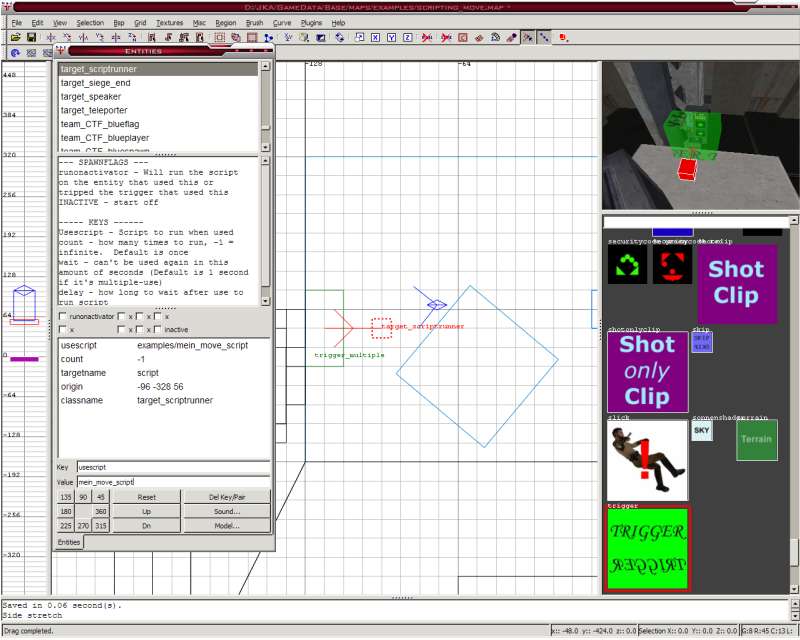 D:\JKA\GameData\Base\maps\examples\scripting_move.map *
File Edit View Selection Bsp Grid Textures Misc Region Brush Curve Plugins Help
Entities
target_scriptrunner
target_siege_end
target_speaker
target_teleporter
team_CTF_blueflag
team_CTF_blueplayer
team_CTF_bluespawn
--- SPAWNFLAGS ---
runonactivator - Will run the script
on the entity that used this or
tripped the trigger that used this
INACTIVE - start off
----- KEYS ------
Usescript - Script to run when used
count - how many times to run, -1 =
infinite.  Default is once
wait - can't be used again in this
amount of seconds (Default is 1 second
if it's multiple-use)
delay - how long to wait after use to
run script
runonactivator x x x
x x x inactive
usescript examples/mein_move_script
count -1
targetname script
origin -96 -328 56
classname target_scriptrunner
Key usescript
Value mein_move_script
135 90 45 Reset Del Key/Pair
180 360 Up Sound...
225 270 315 Dn Model...
Entities
448
384
320
256
192
128
64
0
-64
-128
-192
-256
-320
-128
-64
target_scriptrunner
trigger_multiple
Shot
Clip
shotonlyclip
skip
Shot
only
Clip
slick
SKY
terrain
Terrain
trigger
TRIGGER
TRIGGER
Saved in 0.06 second(s).
Side stretch
Drag completed.
x:: -48.0 y:: -424.0 z:: 0.0
Selection X:: 0.0 Y:: 0.0 Z:: 0.0
G:8 R:45 C:13 L: